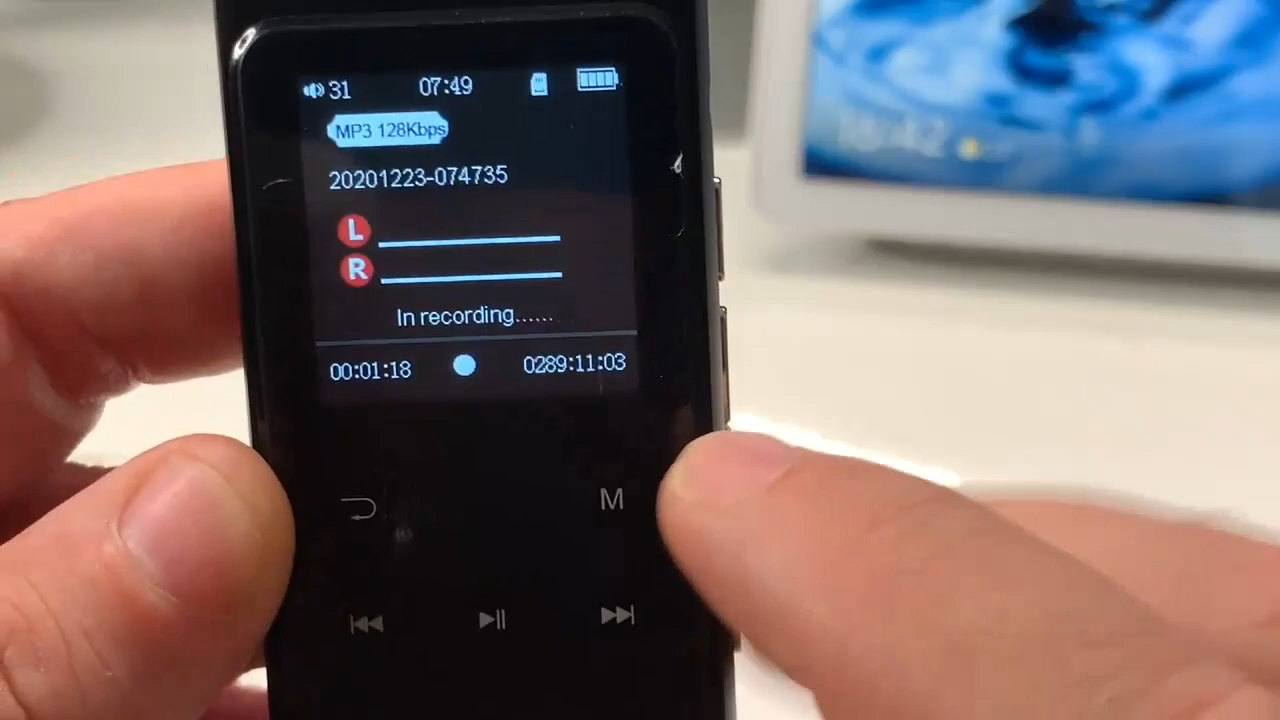 31 07:49
MP3 128Kbps
20201223-074735
L
R
In recording......
00:01:18 0289:11:03
M